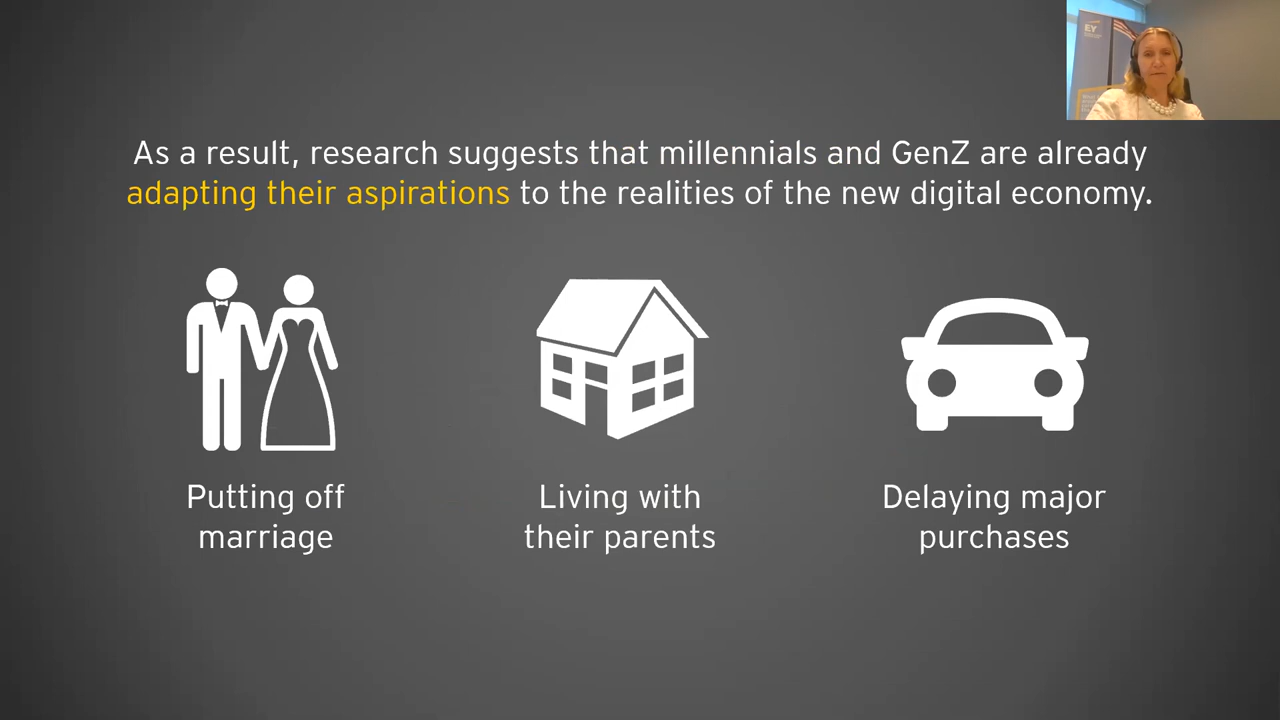 EY
As a result, research suggests that millennials and GenZ are already
adapting their aspirations to the realities of the new digital economy.
Putting off
marriage
Living with
their parents
Delaying major
purchases